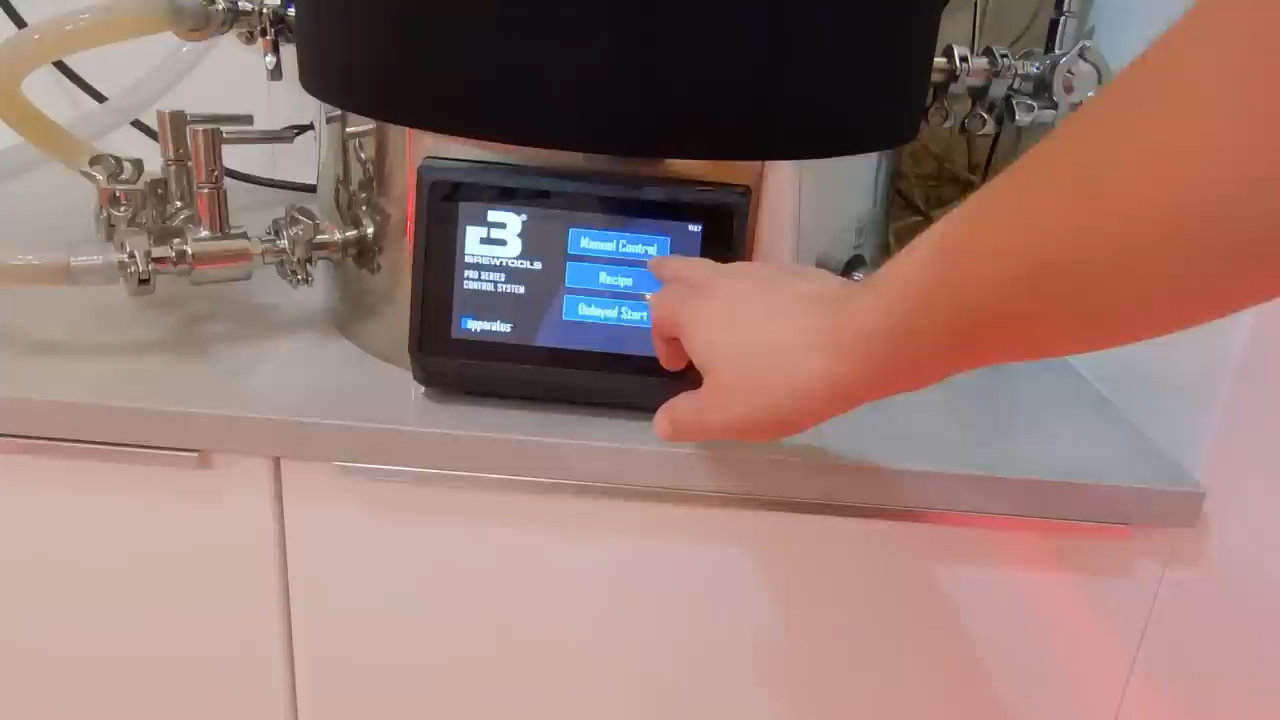 B
BREWTOOLS
PRO SERIES
CONTROL SYSTEM
apparatus
Manual Control
Recipe
Delayed Start